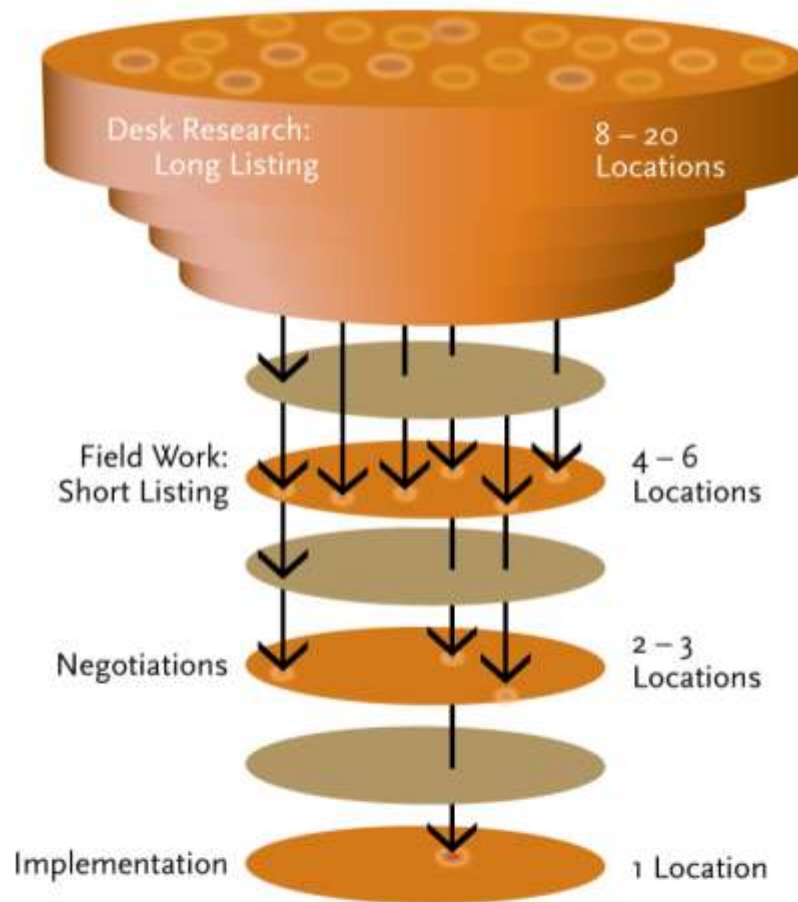 Desk Research:
Long Listing
8 – 20
Locations
Field Work:
Short Listing
4 – 6
Locations
Negotiations
2 – 3
Locations
Implementation
1 Location